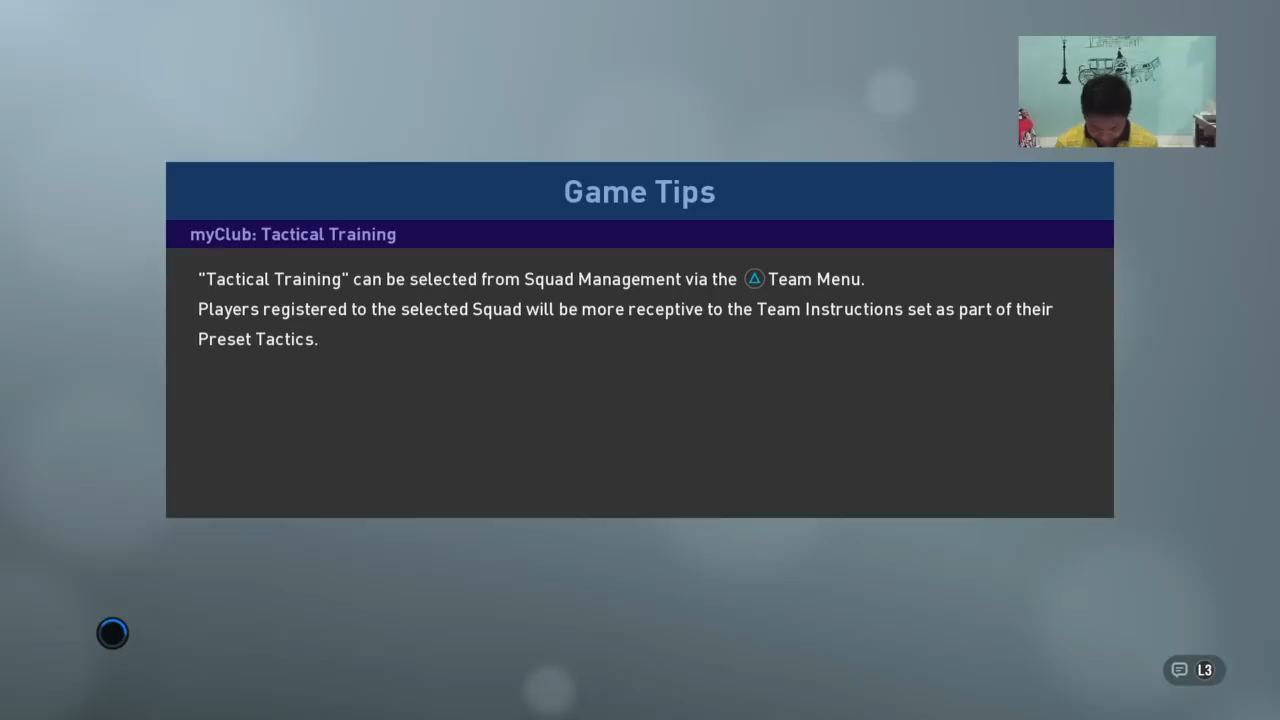 Game Tips
myClub: Tactical Training
"Tactical Training" can be selected from Squad Management via the Team Menu.
Players registered to the selected Squad will be more receptive to the Team Instructions set as part of their
Preset Tactics.
L3